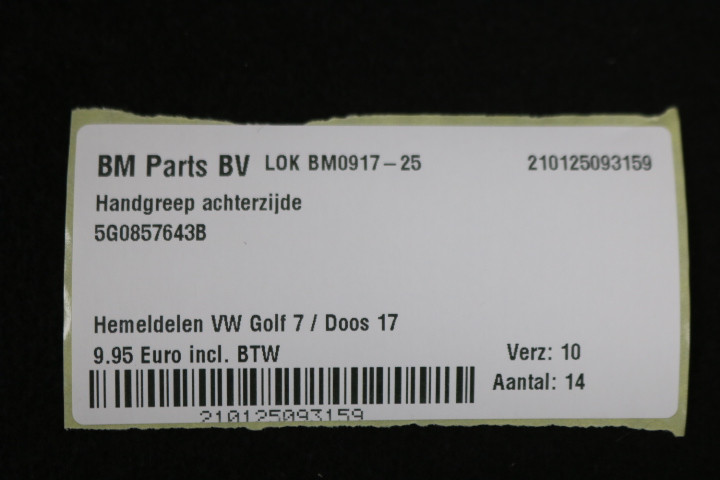 BM Parts BV LOK BM0917-25 210125093159
Handgreep achterzijde
5G0857643B
Hemeldelen VW Golf 7 / Doos 17
9.95 Euro incl. BTW Verz: 10
Aantal: 14
210125093159